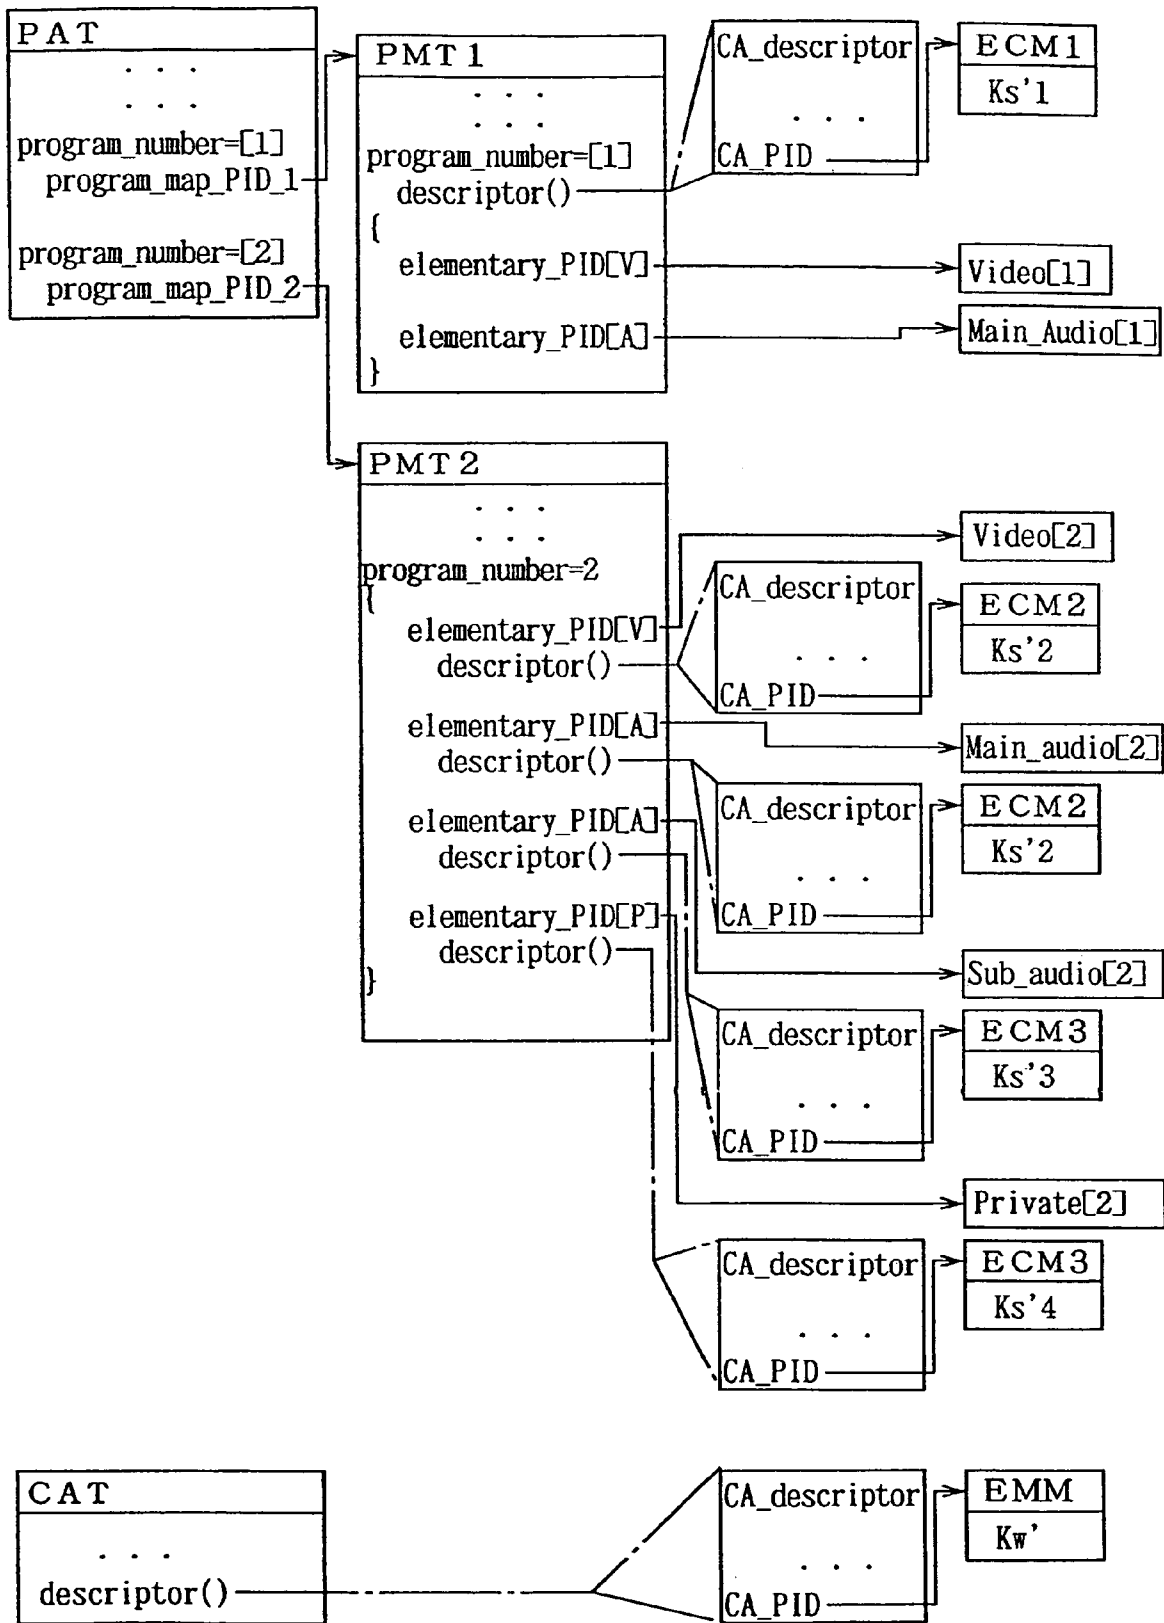 PAT
. . .
. . .
program_number=[1]
program_map_PID_1
program_number=[2]
program_map_PID_2
PMT1
. . .
. . .
program_number=[1]
descriptor()
{
elementary_PID[V]
elementary_PID[A]
}
CA_descriptor
. . .
CA_PID
ECM1
Ks'1
Video[1]
Main_Audio[1]
PMT2
. . .
. . .
program_number=2
{
elementary_PID[V]
descriptor()
elementary_PID[A]
descriptor()
elementary_PID[A]
descriptor()
elementary_PID[P]
descriptor()
}
Video[2]
CA_descriptor
. . .
CA_PID
ECM2
Ks'2
Main_audio[2]
CA_descriptor
. . .
CA_PID
ECM2
Ks'2
Sub_audio[2]
CA_descriptor
. . .
CA_PID
ECM3
Ks'3
Private[2]
CA_descriptor
. . .
CA_PID
ECM3
Ks'4
CAT
. . .
descriptor()
CA_descriptor
. . .
CA_PID
EMM
Kw'